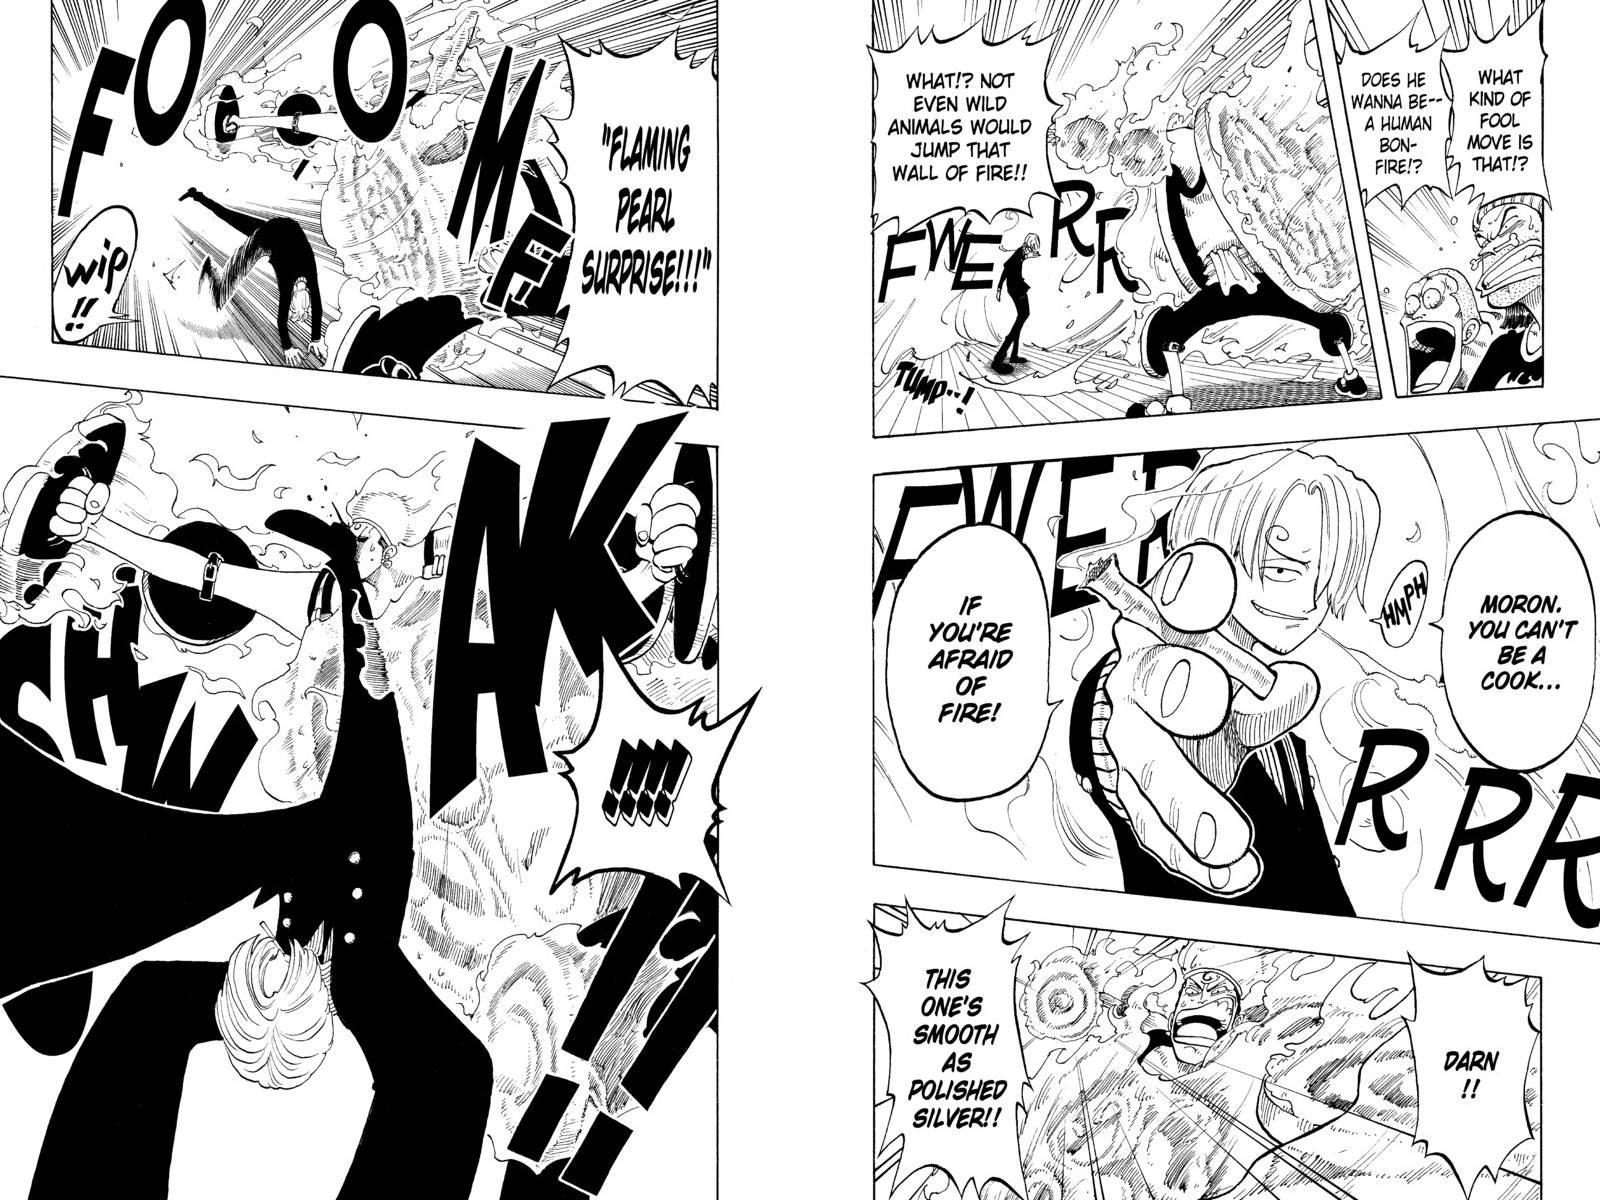 WHAT
KIND OF
FOOL
MOVE IS
THAT!?
DOES HE
WANNA BE--
A HUMAN
BON-
FIRE!?
WHAT!? NOT
EVEN WILD
ANIMALS WOULD
JUMP THAT
WALL OF FIRE!!
FWERRR
TUMP--!
MORON.
YOU CAN'T
BE A
COOK...
HMPH
IF
YOU'RE
AFRAID
OF
FIRE!
FWERRRR
DARN
!!
THIS
ONE'S
SMOOTH
AS
POLISHED
SILVER!!
"FLAMING
PEARL
SURPRISE!!!"
FOOMF
WIP
!!
!!!!
SHWAK!!
!!